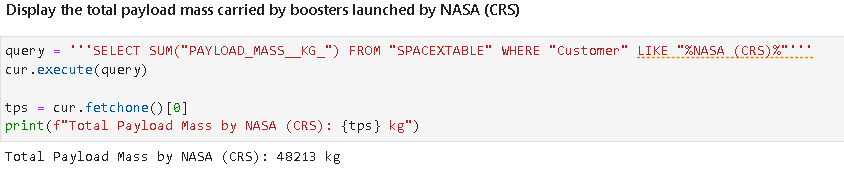 Display the total payload mass carried by boosters launched by NASA (CRS)
query = '''SELECT SUM("PAYLOAD_MASS__KG_") FROM "SPACEXTABLE" WHERE "Customer" LIKE "%NASA (CRS)%"'''
cur.execute(query)
tps = cur.fetchone()[0]
print(f"Total Payload Mass by NASA (CRS): {tps} kg")
Total Payload Mass by NASA (CRS): 48213 kg